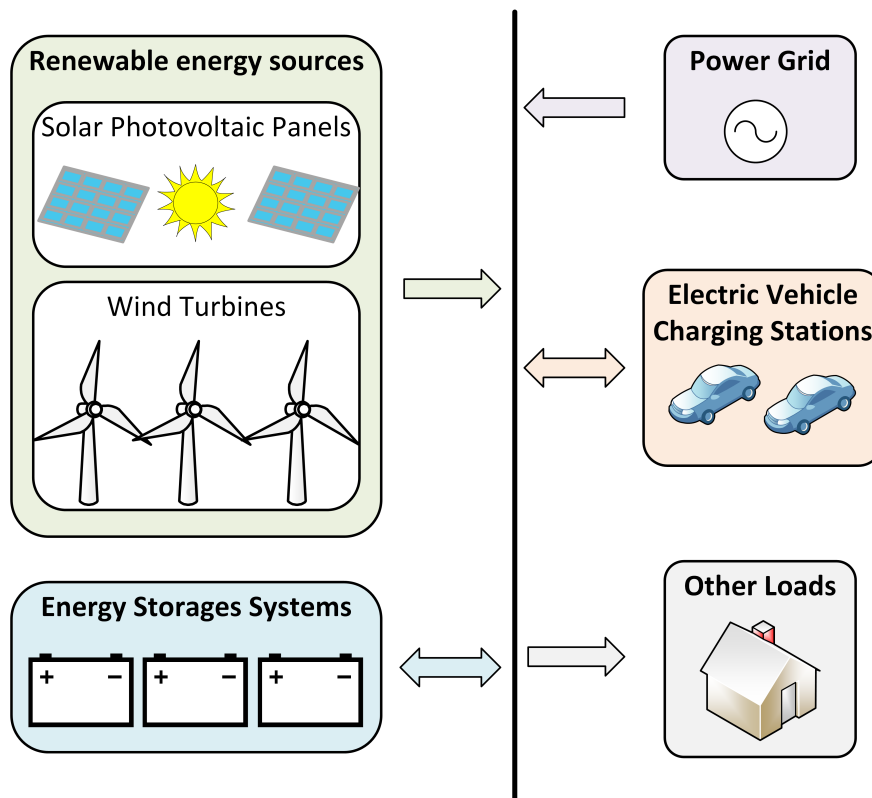 Renewable energy sources
Solar Photovoltaic Panels
Wind Turbines
Energy Storages Systems
+ − + − + −
Power Grid
Electric Vehicle
Charging Stations
Other Loads